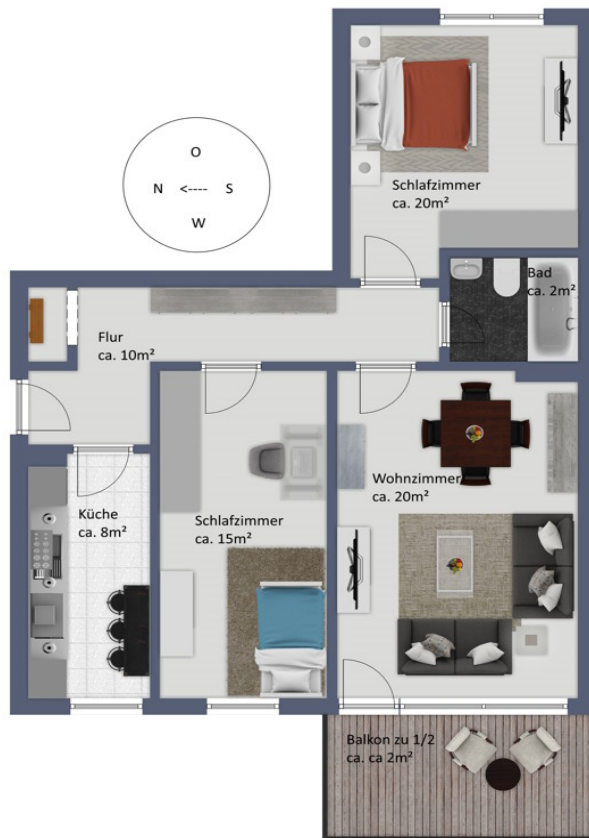 O
N <---- S
W
Schlafzimmer
ca. 20m²
Bad
ca. 2m²
Flur
ca. 10m²
Küche
ca. 8m²
Schlafzimmer
ca. 15m²
Wohnzimmer
ca. 20m²
Balkon zu 1/2
ca. ca 2m²